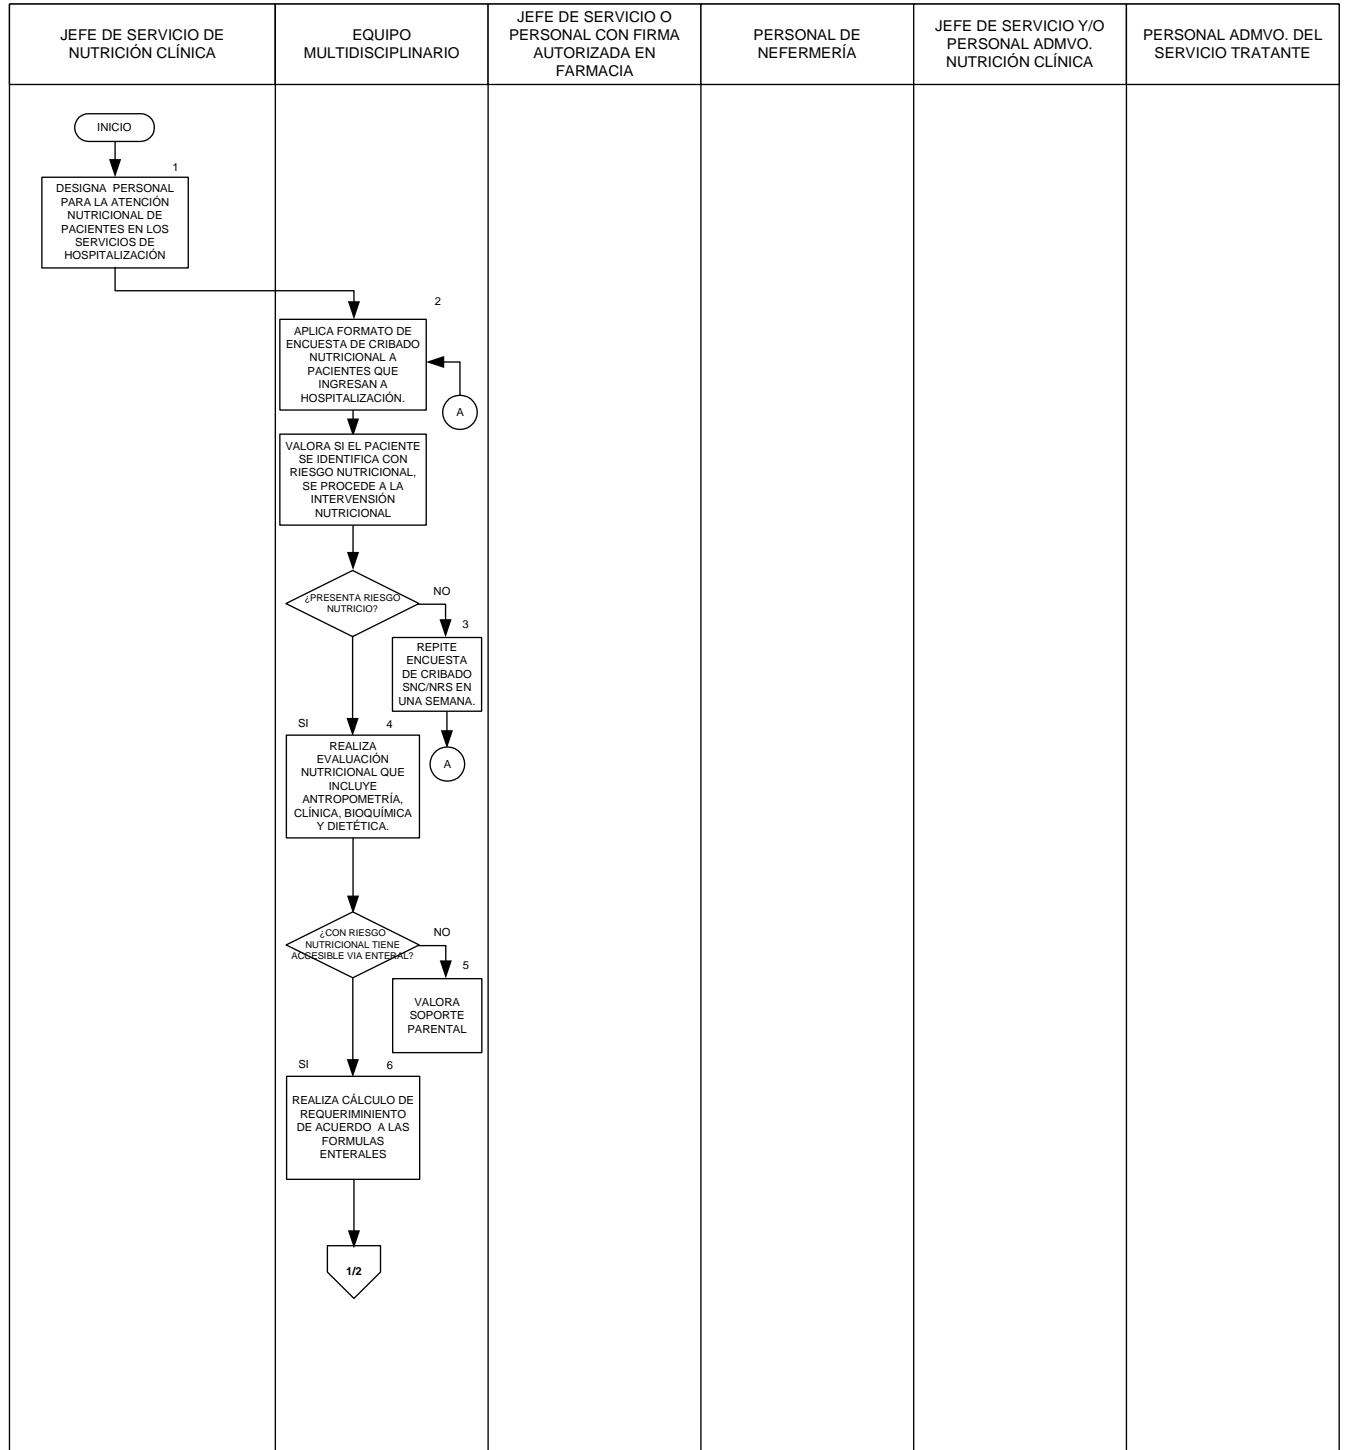 JEFE DE SERVICIO DE
NUTRICIÓN CLÍNICA
EQUIPO
MULTIDISCIPLINARIO
JEFE DE SERVICIO O
PERSONAL CON FIRMA
AUTORIZADA EN
FARMACIA
PERSONAL DE
NEFERMERÍA
JEFE DE SERVICIO Y/O
PERSONAL ADMVO.
NUTRICIÓN CLÍNICA
PERSONAL ADMVO. DEL
SERVICIO TRATANTE
INICIO
1
DESIGNA PERSONAL
PARA LA ATENCIÓN
NUTRICIONAL DE
PACIENTES EN LOS
SERVICIOS DE
HOSPITALIZACIÓN
2
APLICA FORMATO DE
ENCUESTA DE CRIBADO
NUTRICIONAL A
PACIENTES QUE
INGRESAN A
HOSPITALIZACIÓN.
A
VALORA SI EL PACIENTE
SE IDENTIFICA CON
RIESGO NUTRICIONAL,
SE PROCEDE A LA
INTERVENSIÓN
NUTRICIONAL
¿PRESENTA RIESGO
NUTRICIO?
NO
3
REPITE
ENCUESTA
DE CRIBADO
SNC/NRS EN
UNA SEMANA.
A
SI
4
REALIZA
EVALUACIÓN
NUTRICIONAL QUE
INCLUYE
ANTROPOMETRÍA,
CLÍNICA, BIOQUÍMICA
Y DIETÉTICA.
¿CON RIESGO
NUTRICIONAL TIENE
ACCESIBLE VIA ENTERAL?
NO
5
VALORA
SOPORTE
PARENTAL
SI
6
REALIZA CÁLCULO DE
REQUERIMINIENTO
DE ACUERDO A LAS
FORMULAS
ENTERALES
1/2